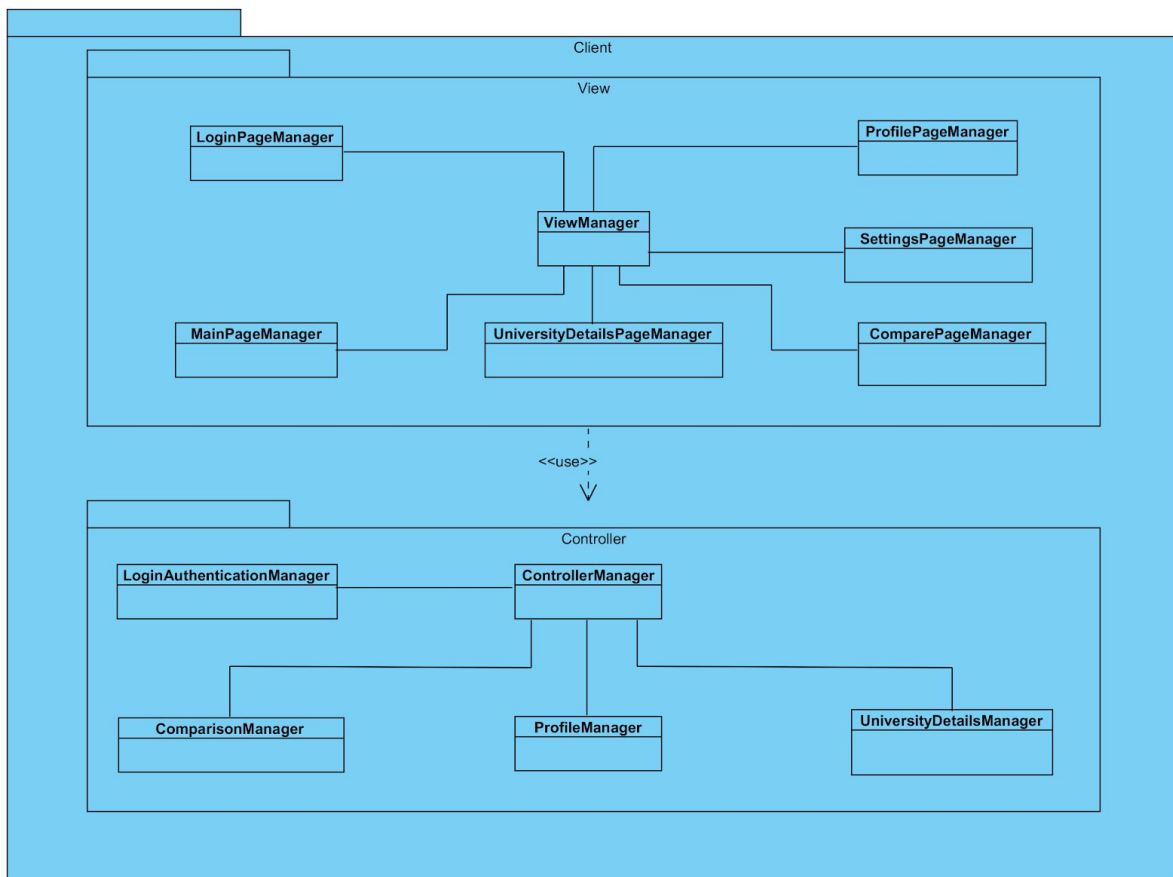 Client
View
LoginPageManager
ProfilePageManager
ViewManager
SettingsPageManager
MainPageManager
UniversityDetailsPageManager
ComparePageManager
<<use>>
Controller
LoginAuthenticationManager
ControllerManager
ComparisonManager
ProfileManager
UniversityDetailsManager